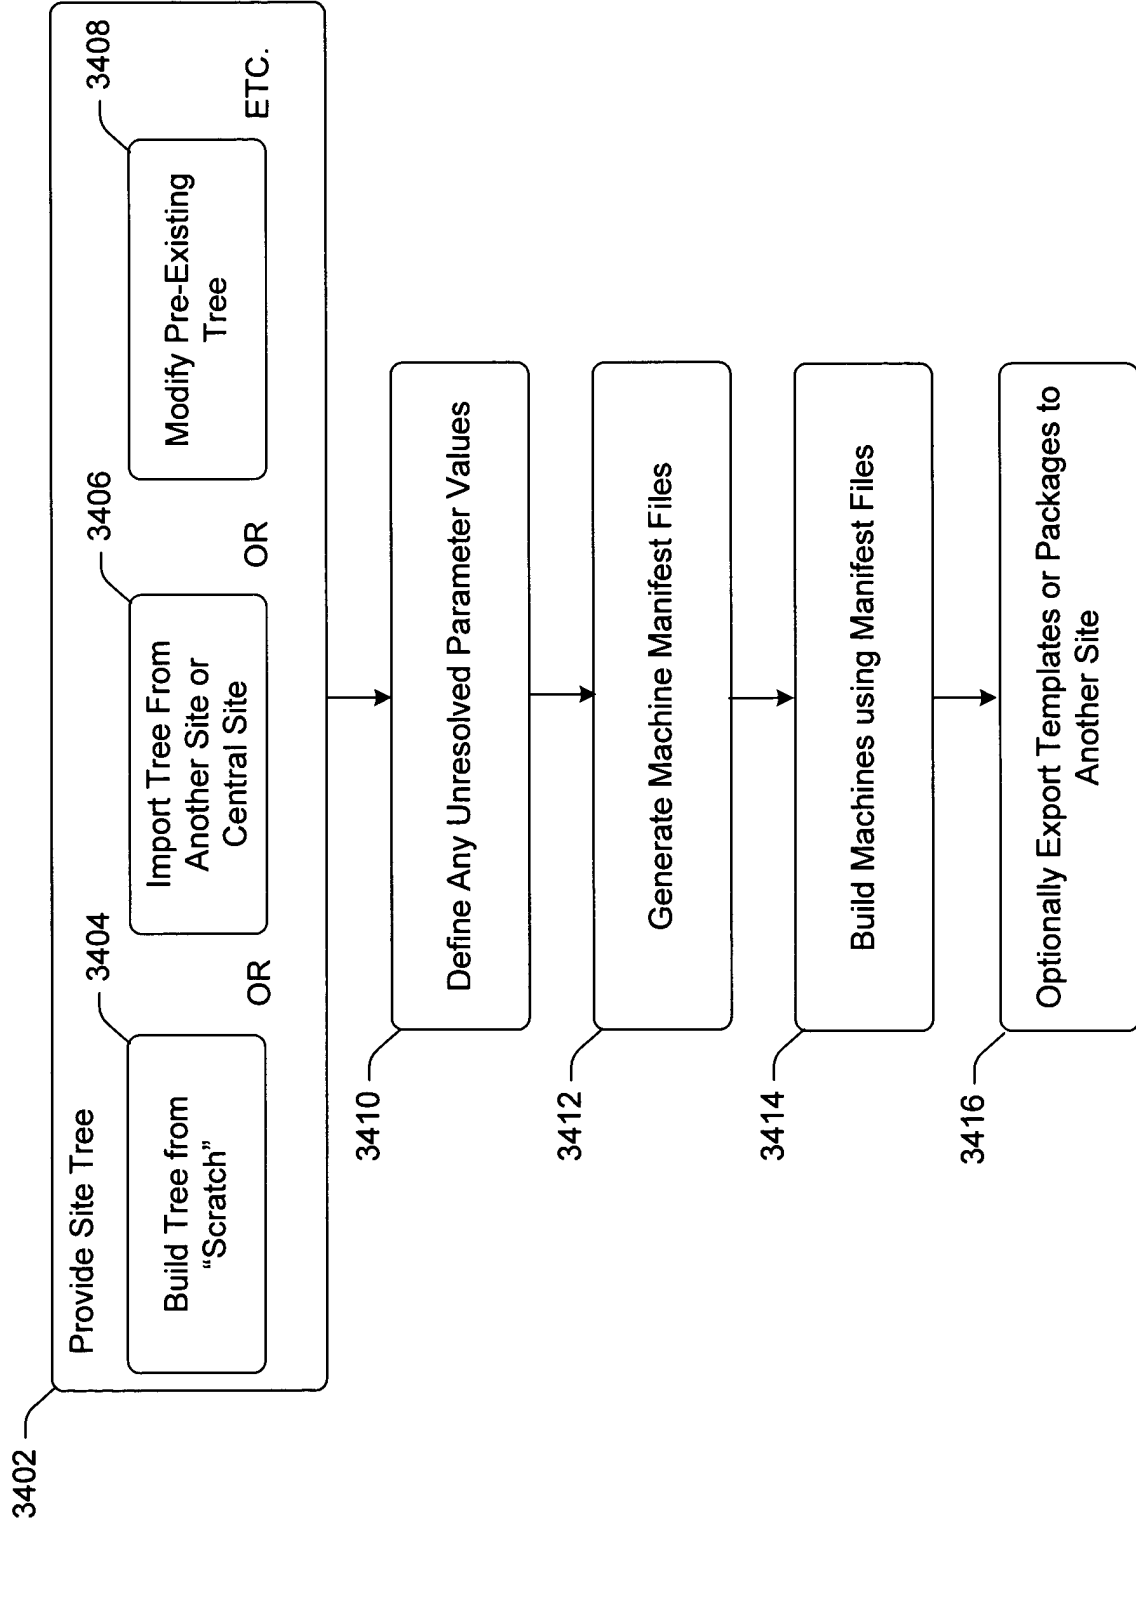 3402
Provide Site Tree
3404
Build Tree from
“Scratch”
OR
3406
Import Tree From
Another Site or
Central Site
OR
3408
Modify Pre-Existing
Tree
ETC.
3410
Define Any Unresolved Parameter Values
3412
Generate Machine Manifest Files
3414
Build Machines using Manifest Files
3416
Optionally Export Templates or Packages to
Another Site